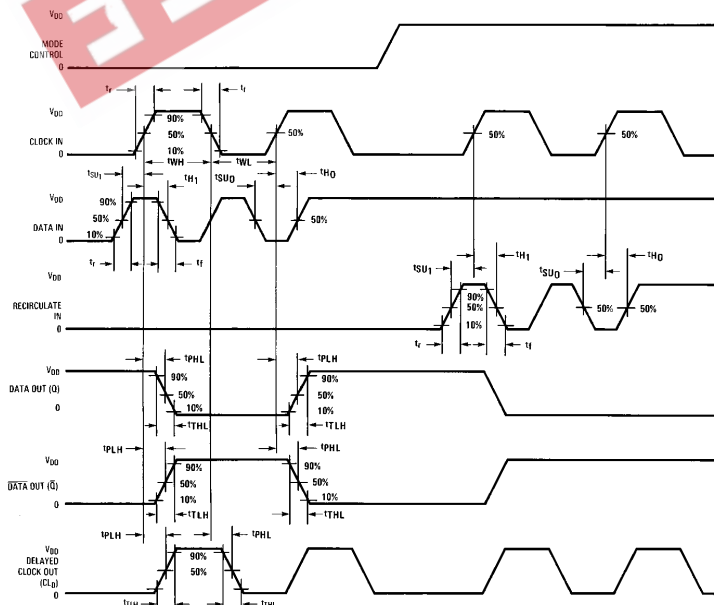 VDD
MODE
CONTROL
0
tr
tf
VDD
90%
50%
50%
50%
50%
CLOCK IN
10%
0
tWH
tWL
tSU1
tH1
tSU0
tH0
VDD
90%
DATA IN
50%
50%
10%
0
tr
tf
tSU1
tH1
tSU0
tH0
VDD
90%
RECIRCULATE
IN
50%
50%
50%
10%
0
tr
tf
tPHL
tPLH
VDD
90%
90%
DATA OUT (Q)
50%
50%
0
10%
10%
tTHL
tTLH
tPLH
tPHL
VDD
90%
90%
DATA OUT (Q̅)
50%
50%
10%
10%
0
tTLH
tTHL
tPLH
tPHL
VDD
DELAYED
CLOCK OUT
(CLD)
90%
50%
0
tTLH
tTHL